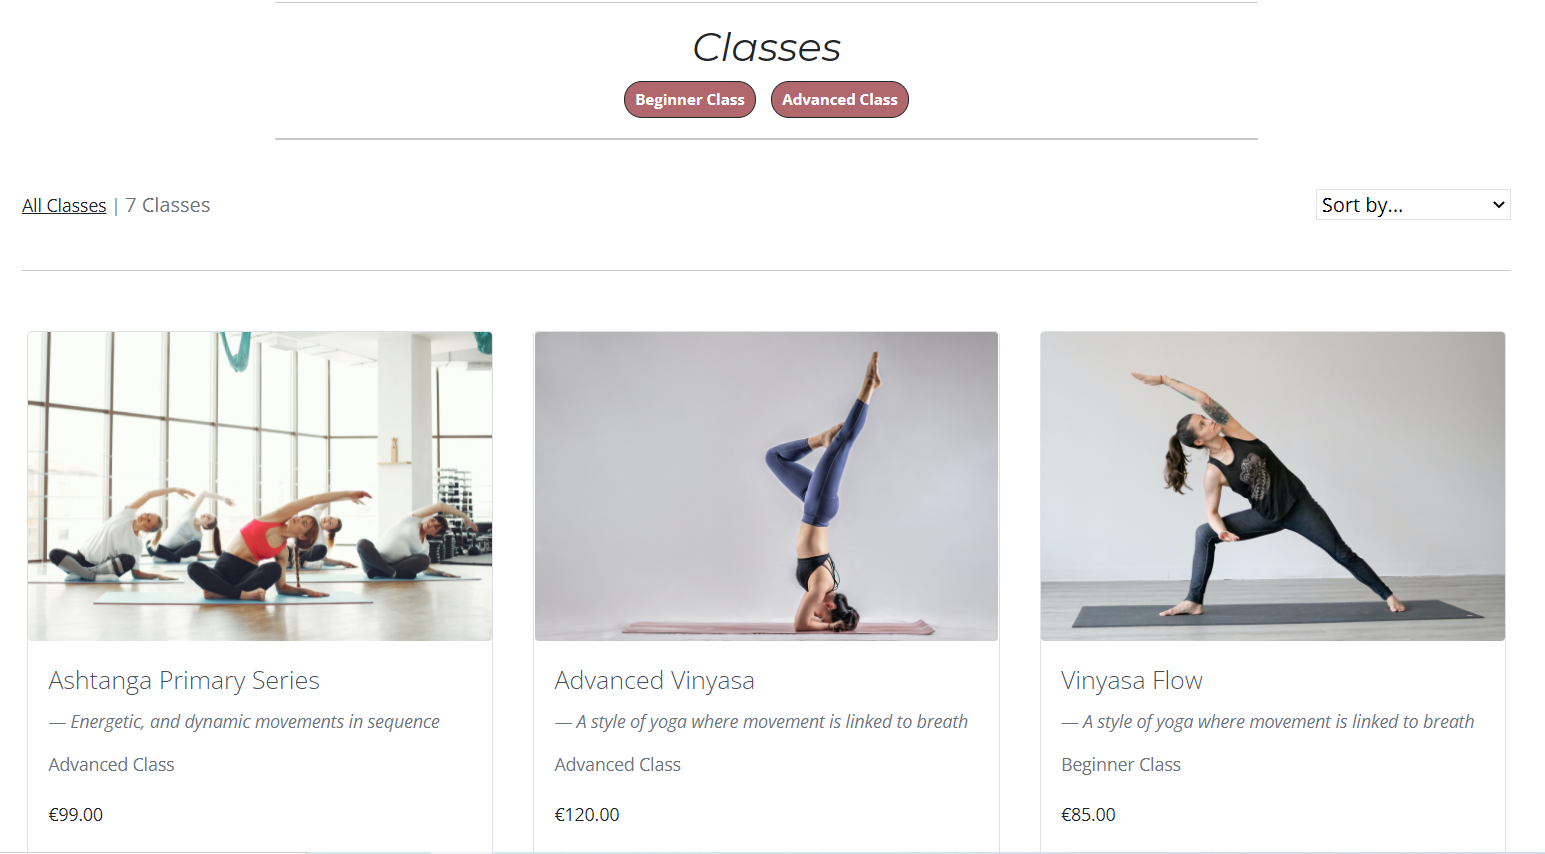 Classes
Beginner Class Advanced Class
All Classes | 7 Classes
Sort by...
Ashtanga Primary Series
— Energetic, and dynamic movements in sequence
Advanced Class
€99.00
Advanced Vinyasa
— A style of yoga where movement is linked to breath
Advanced Class
€120.00
Vinyasa Flow
— A style of yoga where movement is linked to breath
Beginner Class
€85.00